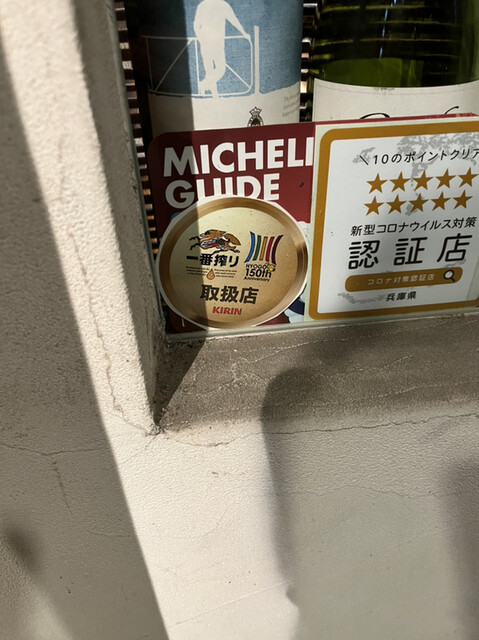 MICHELI
GUIDE
一番搾り
HYOGO
150th
Anniversary
取扱店
KIRIN
＼10のポイントクリア
新型コロナウイルス対策
認証店
コロナ対策認証店
兵庫県